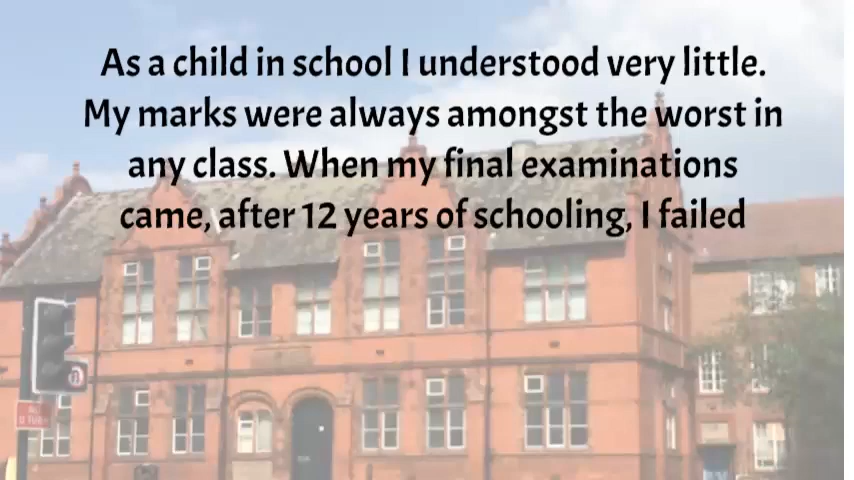 As a child in school I understood very little.
My marks were always amongst the worst in
any class. When my final examinations
came, after 12 years of schooling, I failed